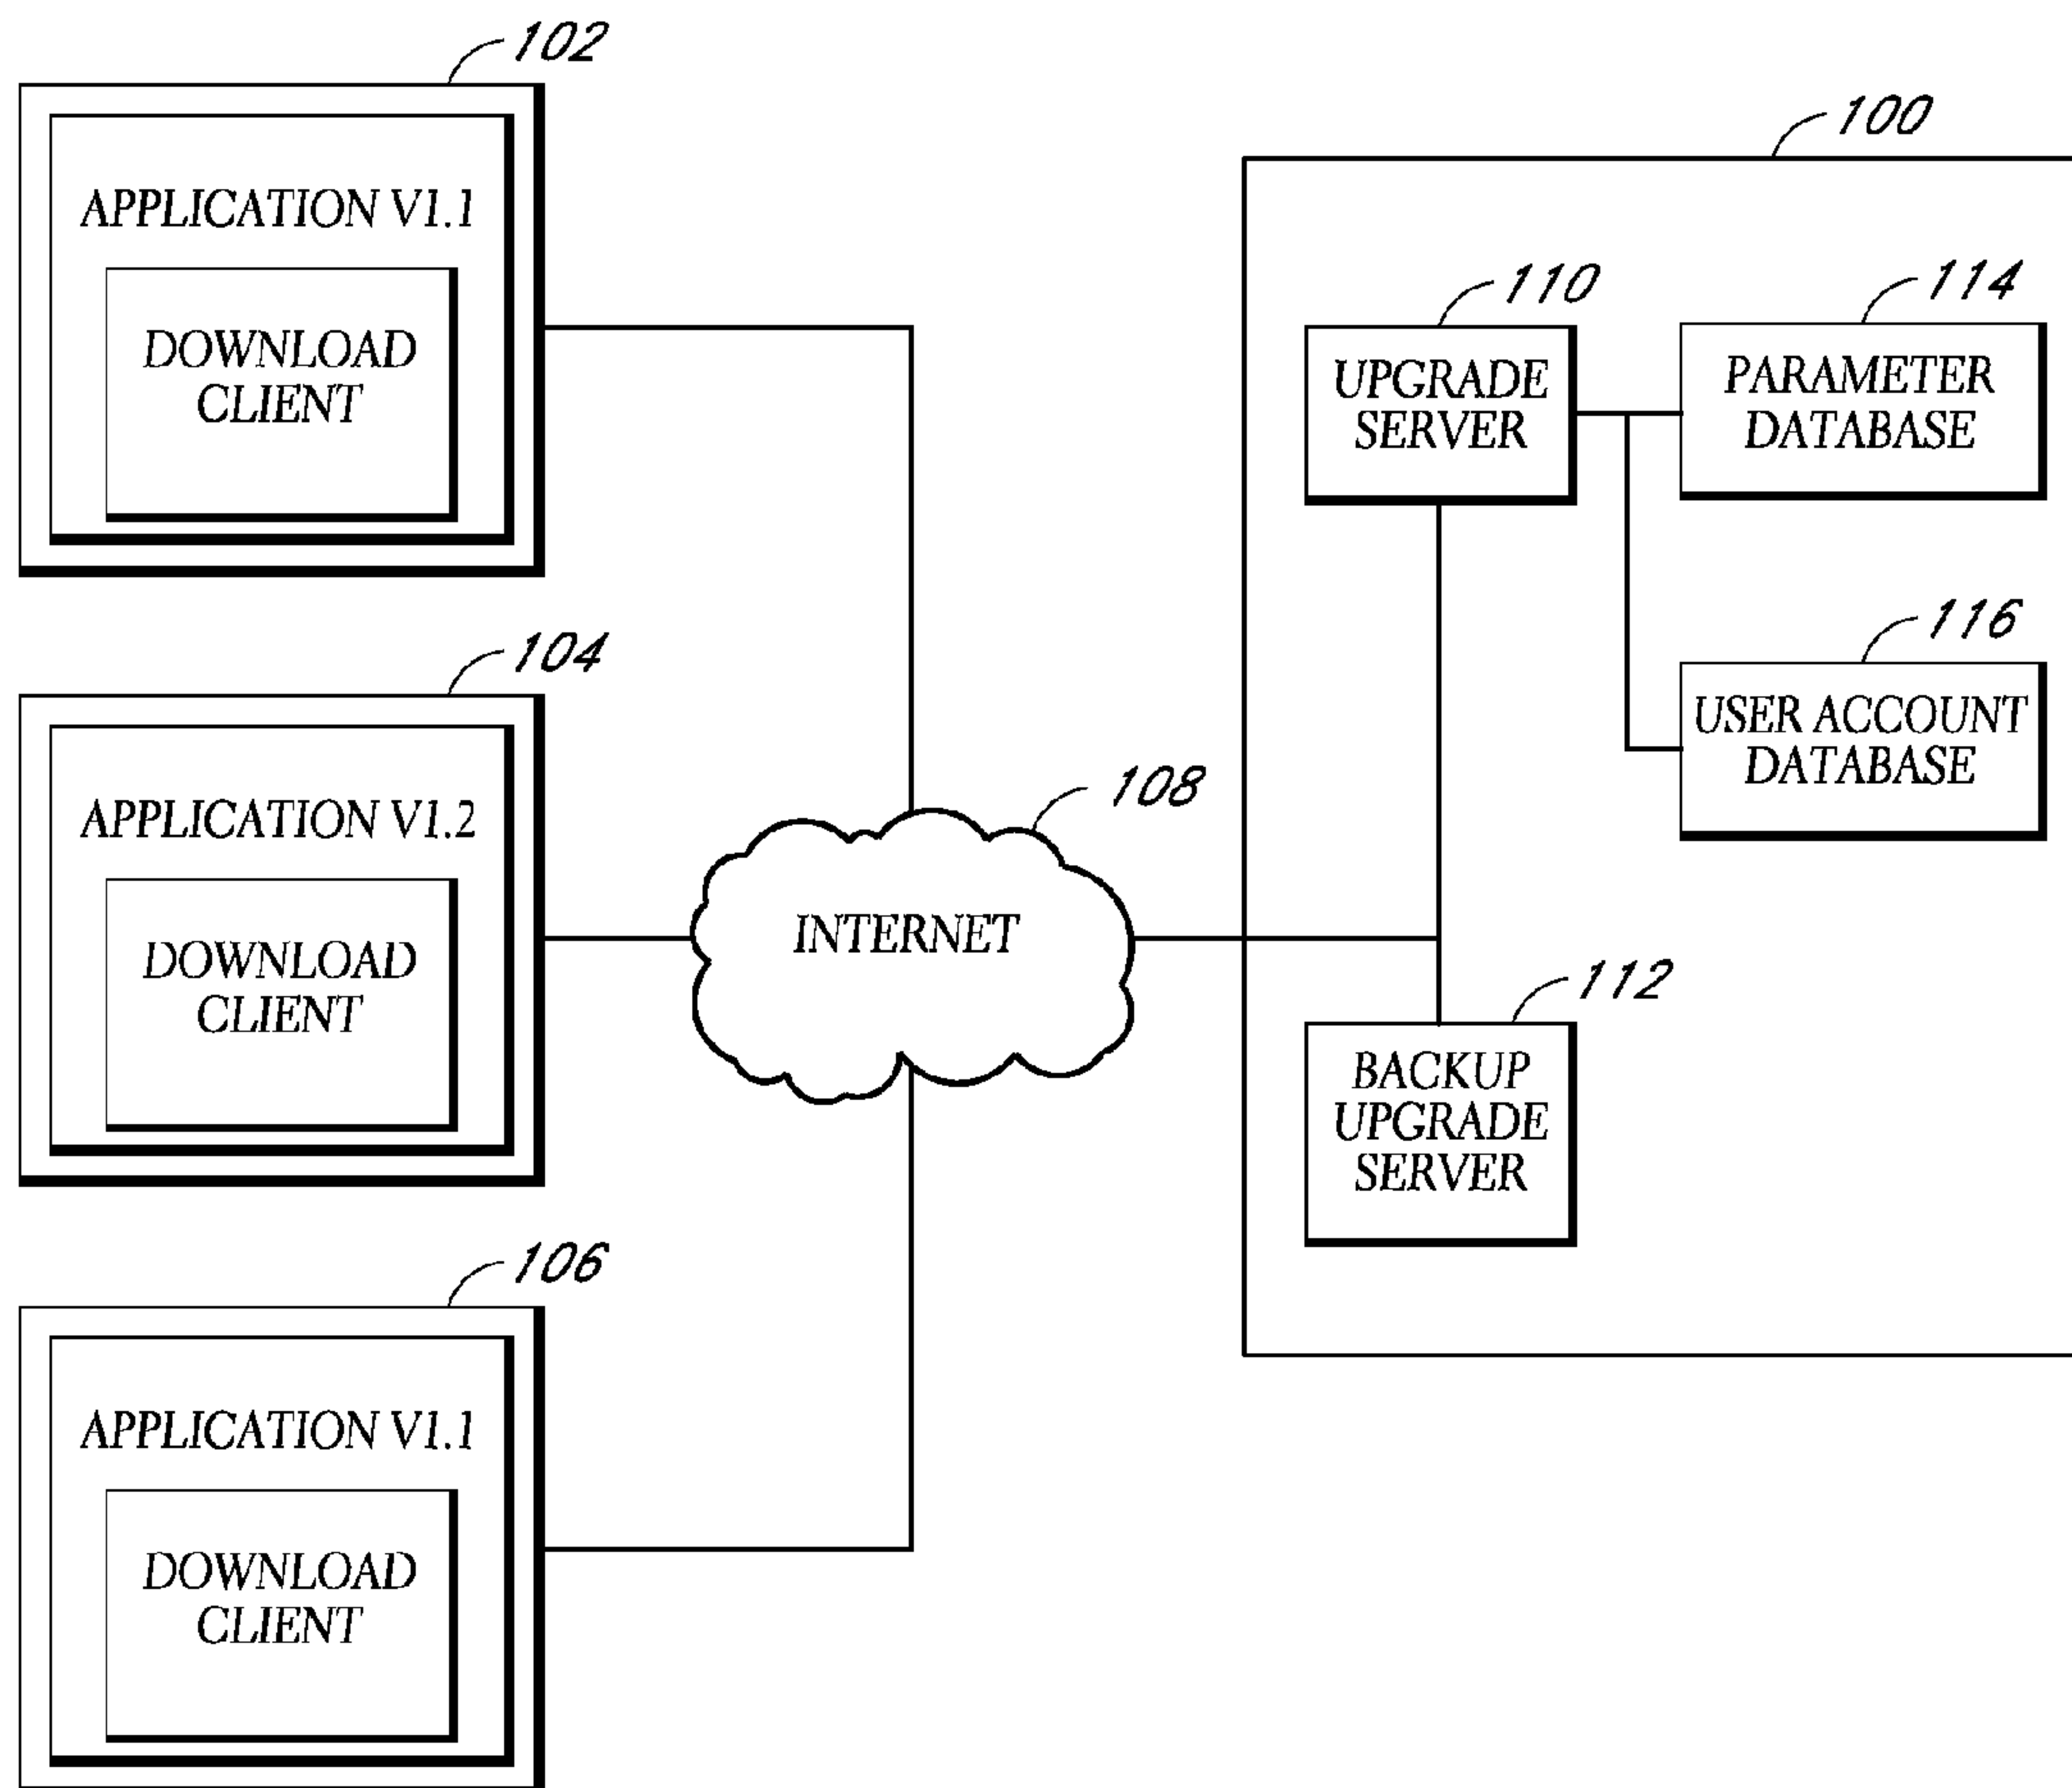 102
APPLICATION V1.1
DOWNLOAD
CLIENT
104
APPLICATION V1.2
DOWNLOAD
CLIENT
106
APPLICATION V1.1
DOWNLOAD
CLIENT
108
INTERNET
100
110
UPGRADE
SERVER
114
PARAMETER
DATABASE
116
USER ACCOUNT
DATABASE
112
BACKUP
UPGRADE
SERVER